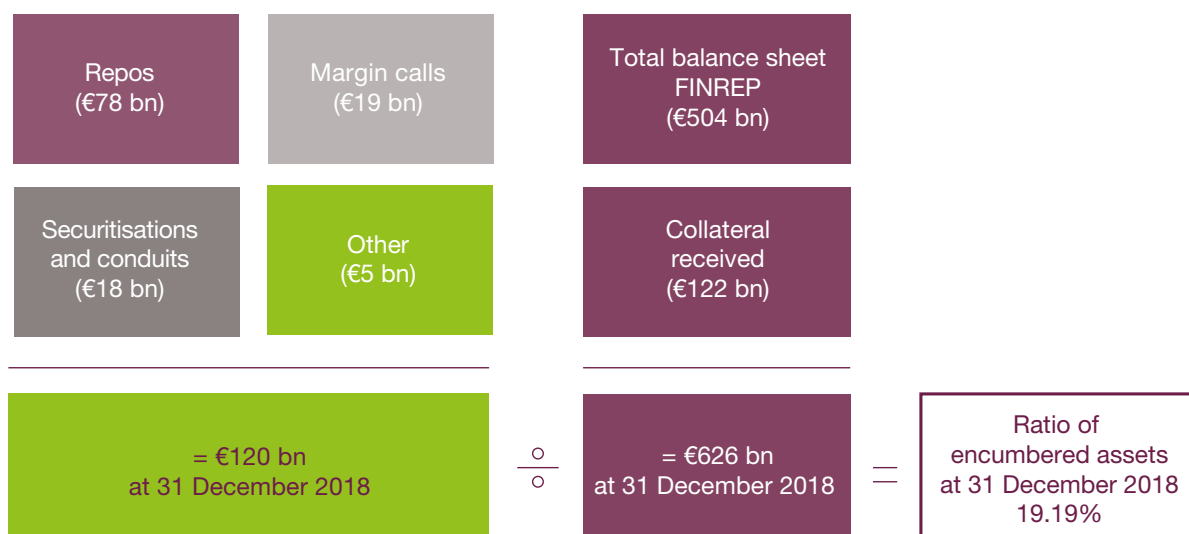 Repos
(€78 bn)
Margin calls
(€19 bn)
Total balance sheet
FINREP
(€504 bn)
Securitisations
and conduits
(€18 bn)
Other
(€5 bn)
Collateral
received
(€122 bn)
= €120 bn
at 31 December 2018
÷
= €626 bn
at 31 December 2018
=
Ratio of
encumbered assets
at 31 December 2018
19.19%